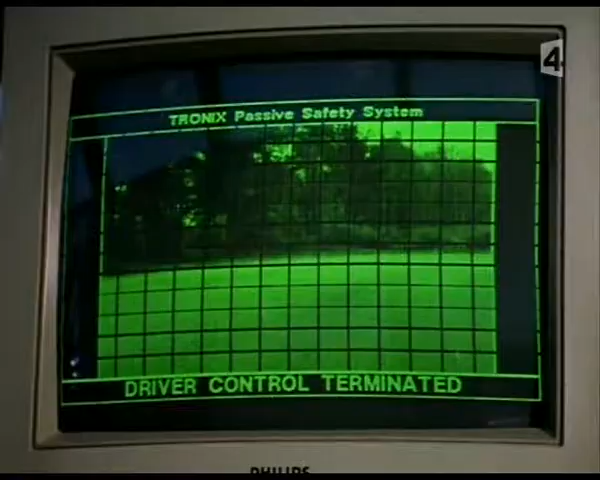 4
TRONIX Passive Safety System
DRIVER CONTROL TERMINATED
PHILIPS